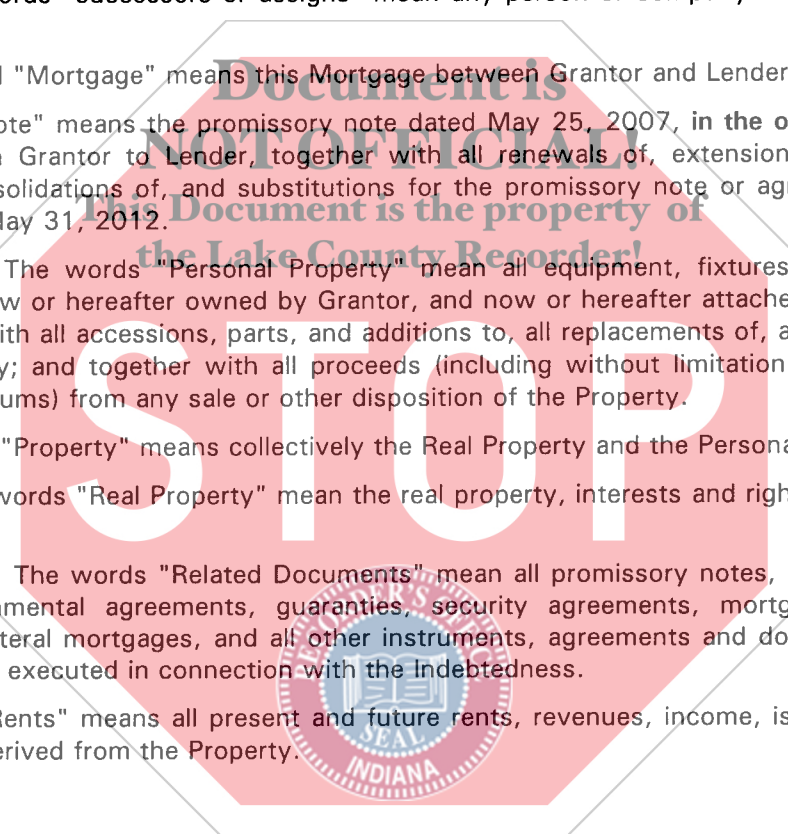 "successors or assigns" mean any person or company
"Mortgage" means this Mortgage between Grantor and Lender
Document is
ote" means the promissory note dated May 25, 2007, in the o
NOT OFFICIAL!
Grantor to Lender, together with all renewals of, extension
solidations of, and substitutions for the promissory note or agr
This Document is the property of
May 31, 2012.
the Lake County Recorder!
The words "Personal Property" mean all equipment, fixtures
w or hereafter owned by Grantor, and now or hereafter attache
ith all accessions, parts, and additions to, all replacements of, a
y; and together with all proceeds (including without limitation
ums) from any sale or other disposition of the Property.
STOP
"Property" means collectively the Real Property and the Persona
words "Real Property" mean the real property, interests and righ
The words "Related Documents" mean all promissory notes,
mental agreements, guaranties, security agreements, mortg
teral mortgages, and all other instruments, agreements and do
executed in connection with the Indebtedness.
RECORDER'S OFFICE
Rents" means all present and future rents, revenues, income, is
SEAL
erived from the Property.
INDIANA